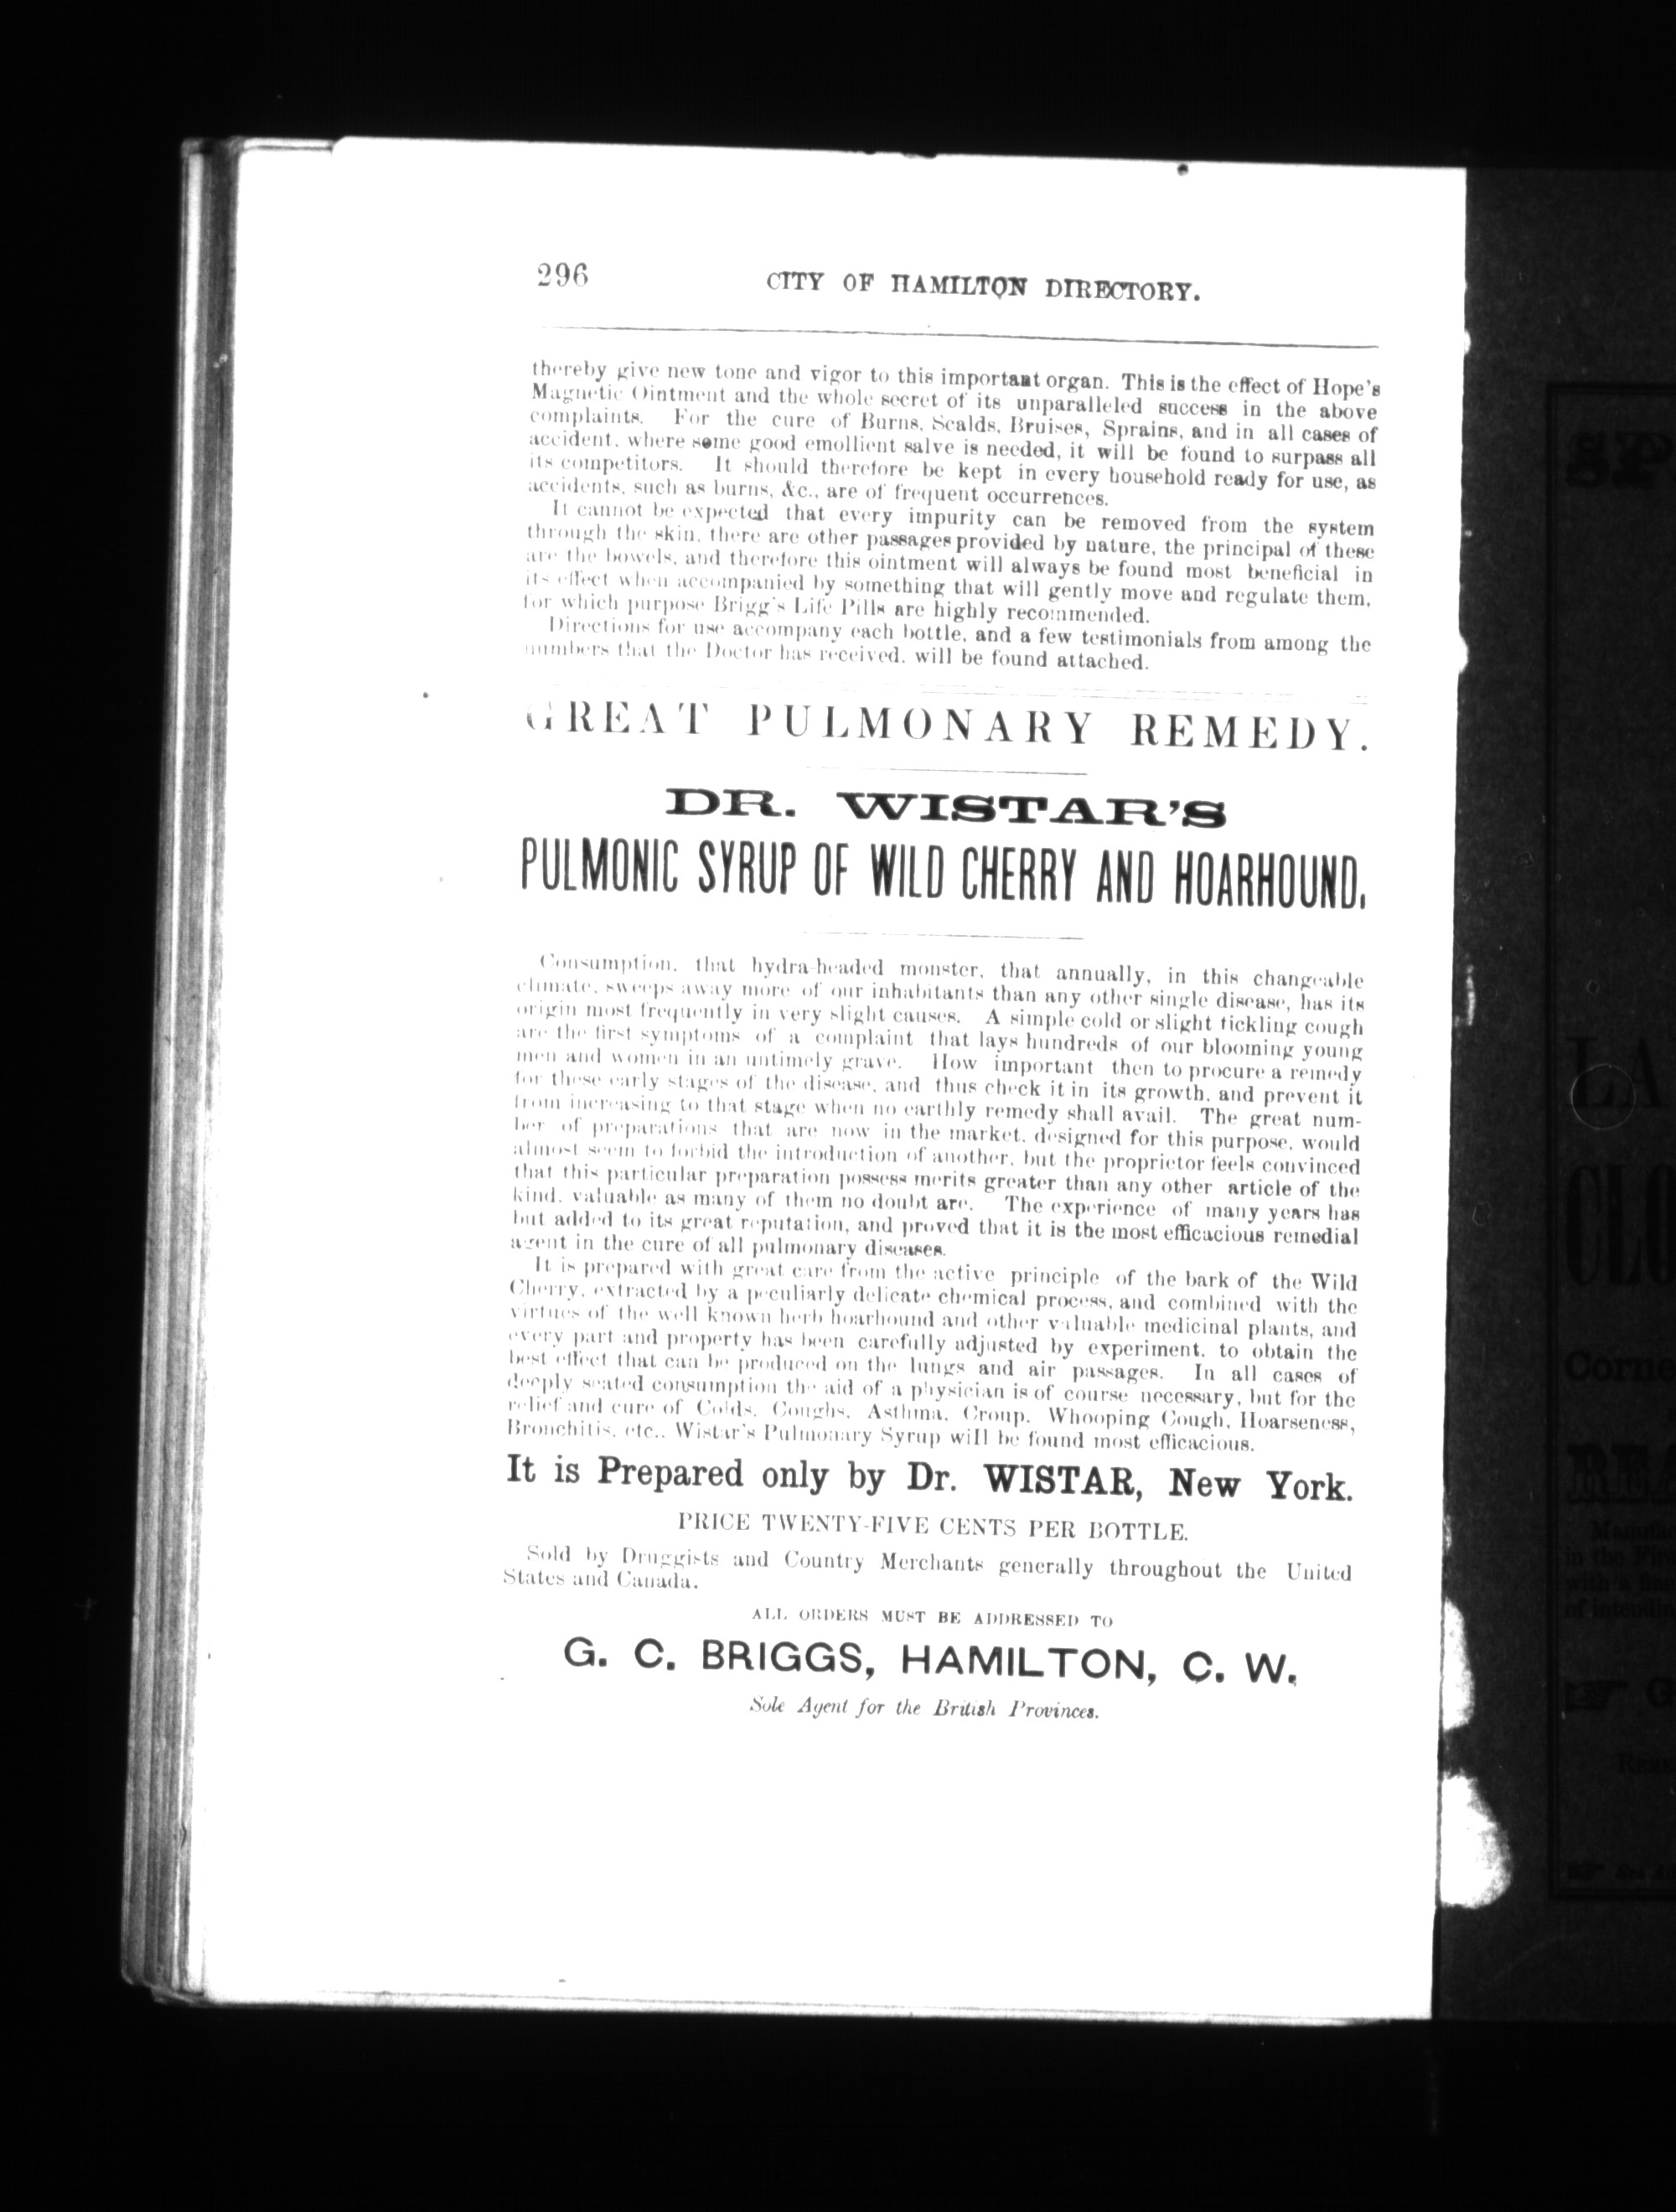 296 CITY OF HAMILTON DIRECTORY.
thereby give new tone and vigor to this important organ. This is the effect of Hope's
Magnetic Ointment and the whole secret of its unparalleled success in the above
complaints. For the cure of Burns, Scalds, Bruises, Sprains, and in all cases of
accident, where some good emollient salve is needed, it will be found to surpass all
its competitors. It should therefore be kept in every household ready for use, as
accidents, such as burns, &c., are of frequent occurrences.
It cannot be expected that every impurity can be removed from the system
through the skin, there are other passages provided by nature, the principal of these
are the bowels, and therefore this ointment will always be found most beneficial in
its effect when accompanied by something that will gently move and regulate them,
for which purpose Brigg's Life Pills are highly recommended.
Directions for use accompany each bottle, and a few testimonials from among the
numbers that the Doctor has received, will be found attached.
GREAT PULMONARY REMEDY.
DR. WISTAR'S
PULMONIC SYRUP OF WILD CHERRY AND HOARHOUND.
Consumption, that hydra-headed monster, that annually, in this changeable
climate, sweeps away more of our inhabitants than any other single disease, has its
origin most frequently in very slight causes. A simple cold or slight tickling cough
are the first symptoms of a complaint that lays hundreds of our blooming young
men and women in an untimely grave. How important then to procure a remedy
for these early stages of the disease, and thus check it in its growth, and prevent it
from increasing to that stage when no earthly remedy shall avail. The great num-
ber of preparations that are now in the market, designed for this purpose, would
almost seem to forbid the introduction of another, but the proprietor feels convinced
that this particular preparation possess merits greater than any other article of the
kind, valuable as many of them no doubt are. The experience of many years has
but added to its great reputation, and proved that it is the most efficacious remedial
agent in the cure of all pulmonary diseases.
It is prepared with great care from the active principle of the bark of the Wild
Cherry, extracted by a peculiarly delicate chemical process, and combined with the
virtues of the well known herb hoarhound and other valuable medicinal plants, and
every part and property has been carefully adjusted by experiment, to obtain the
best effect that can be produced on the lungs and air passages. In all cases of
deeply seated consumption the aid of a physician is of course necessary, but for the
relief and cure of Colds, Coughs, Asthma, Croup, Whooping Cough, Hoarseness,
Bronchitis, etc., Wistar's Pulmonary Syrup will be found most efficacious.
It is Prepared only by Dr. WISTAR, New York.
PRICE TWENTY-FIVE CENTS PER BOTTLE.
Sold by Druggists and Country Merchants generally throughout the United
States and Canada.
ALL ORDERS MUST BE ADDRESSED TO
G. C. BRIGGS, HAMILTON, C. W.
Sole Agent for the British Provinces.